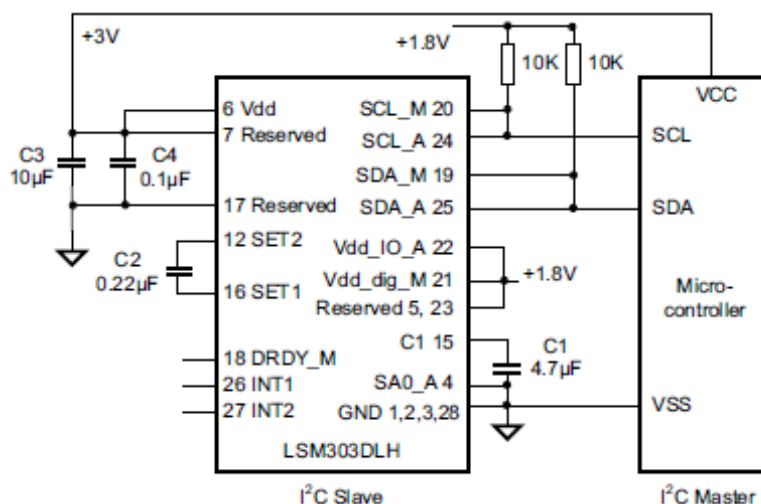 +3V
+1.8V
10K
10K
VCC
6 Vdd
7 Reserved
SCL_M 20
SCL_A 24
SCL
C3
10µF
C4
0.1µF
SDA_M 19
SDA_A 25
SDA
17 Reserved
12 SET2
C2
0.22µF
16 SET1
Vdd_IO_A 22
Vdd_dig_M 21
+1.8V
Reserved 5, 23
Micro-
controller
C1 15
C1
4.7µF
18 DRDY_M
26 INT1
27 INT2
SA0_A 4
GND 1,2,3,28
VSS
LSM303DLH
I²C Slave
I²C Master